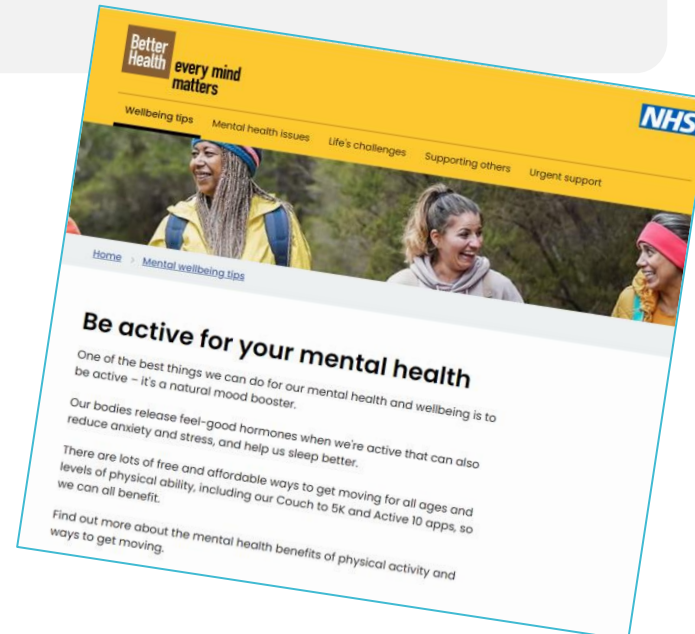 Better
Health
every mind
matters
NHS
Wellbeing tips
Mental health issues
Life's challenges
Supporting others
Urgent support
Home > Mental wellbeing tips
Be active for your mental health
One of the best things we can do for our mental health and wellbeing is to
be active – it's a natural mood booster.
Our bodies release feel-good hormones when we're active that can also
reduce anxiety and stress, and help us sleep better.
There are lots of free and affordable ways to get moving for all ages and
levels of physical ability, including our Couch to 5K and Active 10 apps, so
we can all benefit.
Find out more about the mental health benefits of physical activity and
ways to get moving.